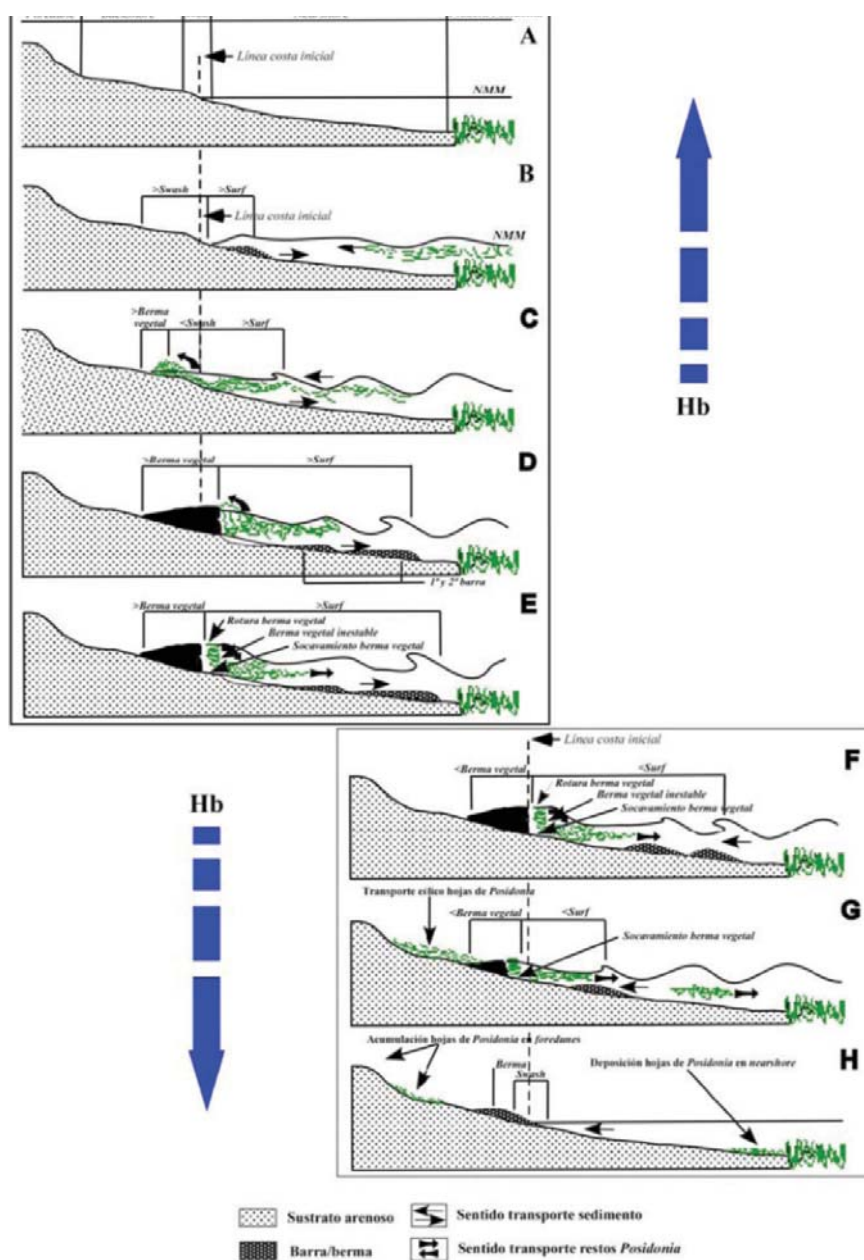 A
Línea costa inicial
NMM
B
>Swash
>Surf
Línea costa inicial
NMM
C
>Berma
vegetal
<Swash
>Surf
Hb
D
>Berma vegetal
>Surf
1ª y 2ª barra
E
>Berma vegetal
>Surf
Rotura berma vegetal
Berma vegetal inestable
Socavamiento berma vegetal
Línea costa inicial
F
<Berma vegetal
<Surf
Rotura berma vegetal
Berma vegetal inestable
Socavamiento berma vegetal
Hb
Transporte eólico hojas de Posidonia
G
<Berma vegetal
<Surf
Socavamiento berma vegetal
Acumulación hojas de Posidonia en foredunes
H
Berma
Swash
Deposición hojas de Posidonia en nearshore
Sustrato arenoso
Sentido transporte sedimento
Barra/berma
Sentido transporte restos Posidonia